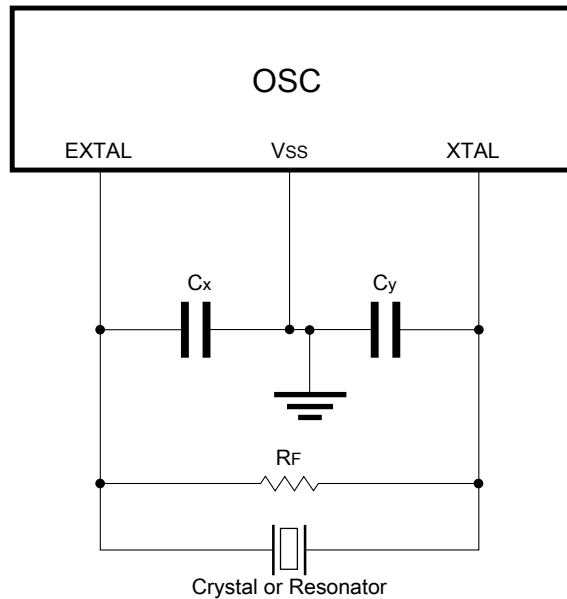 OSC
EXTAL VSS XTAL
Cx Cy
RF
Crystal or Resonator